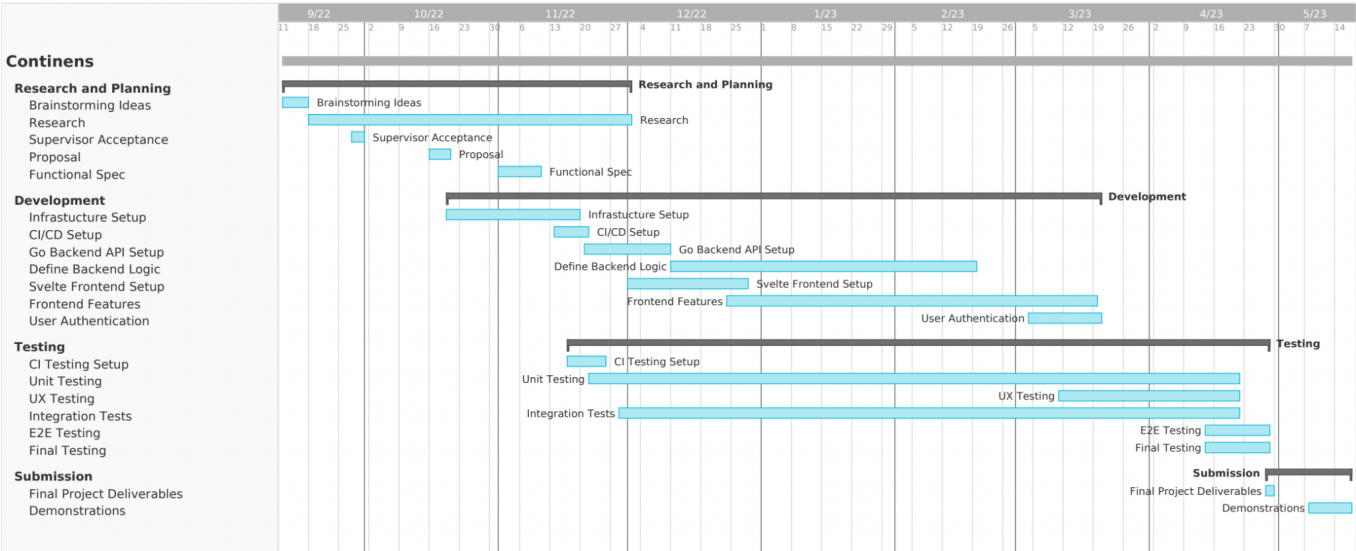 9/22 10/22 11/22 12/22 1/23 2/23 3/23 4/23 5/23
11 18 25 2 9 16 23 30 6 13 20 27 4 11 18 25 1 8 15 22 29 5 12 19 26 5 12 19 26 2 9 16 23 30 7 14
Continens
Research and Planning Research and Planning
Brainstorming Ideas Brainstorming Ideas
Research Research
Supervisor Acceptance Supervisor Acceptance
Proposal Proposal
Functional Spec Functional Spec
Development Development
Infrastucture Setup Infrastucture Setup
CI/CD Setup CI/CD Setup
Go Backend API Setup Go Backend API Setup
Define Backend Logic Define Backend Logic
Svelte Frontend Setup Svelte Frontend Setup
Frontend Features Frontend Features
User Authentication User Authentication
Testing Testing
CI Testing Setup CI Testing Setup
Unit Testing Unit Testing
UX Testing UX Testing
Integration Tests Integration Tests
E2E Testing E2E Testing
Final Testing Final Testing
Submission Submission
Final Project Deliverables Final Project Deliverables
Demonstrations Demonstrations